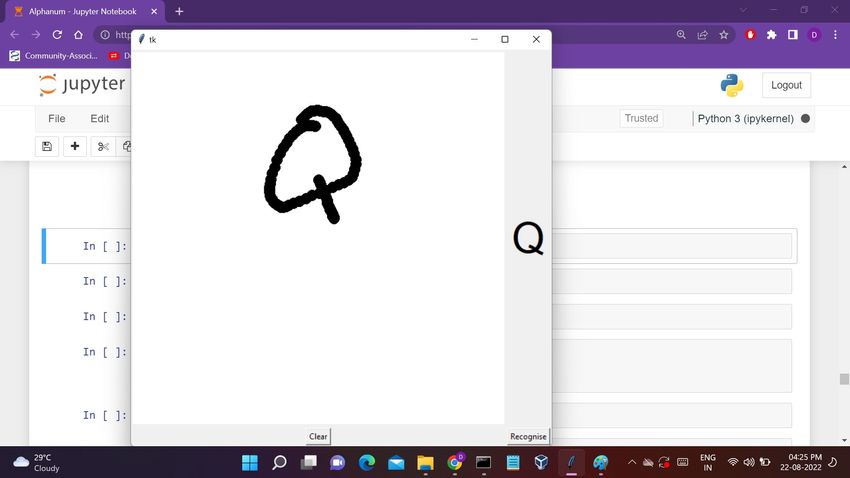 Alphanum - Jupyter Notebook
tk
Community-Associ...
jupyter
Logout
File Edit
Trusted
Python 3 (ipykernel)
In [ ]:
In [ ]:
In [ ]:
In [ ]:
In [ ]:
Q
Q
Clear
Recognise
29°C
Cloudy
ENG
IN
04:25 PM
22-08-2022